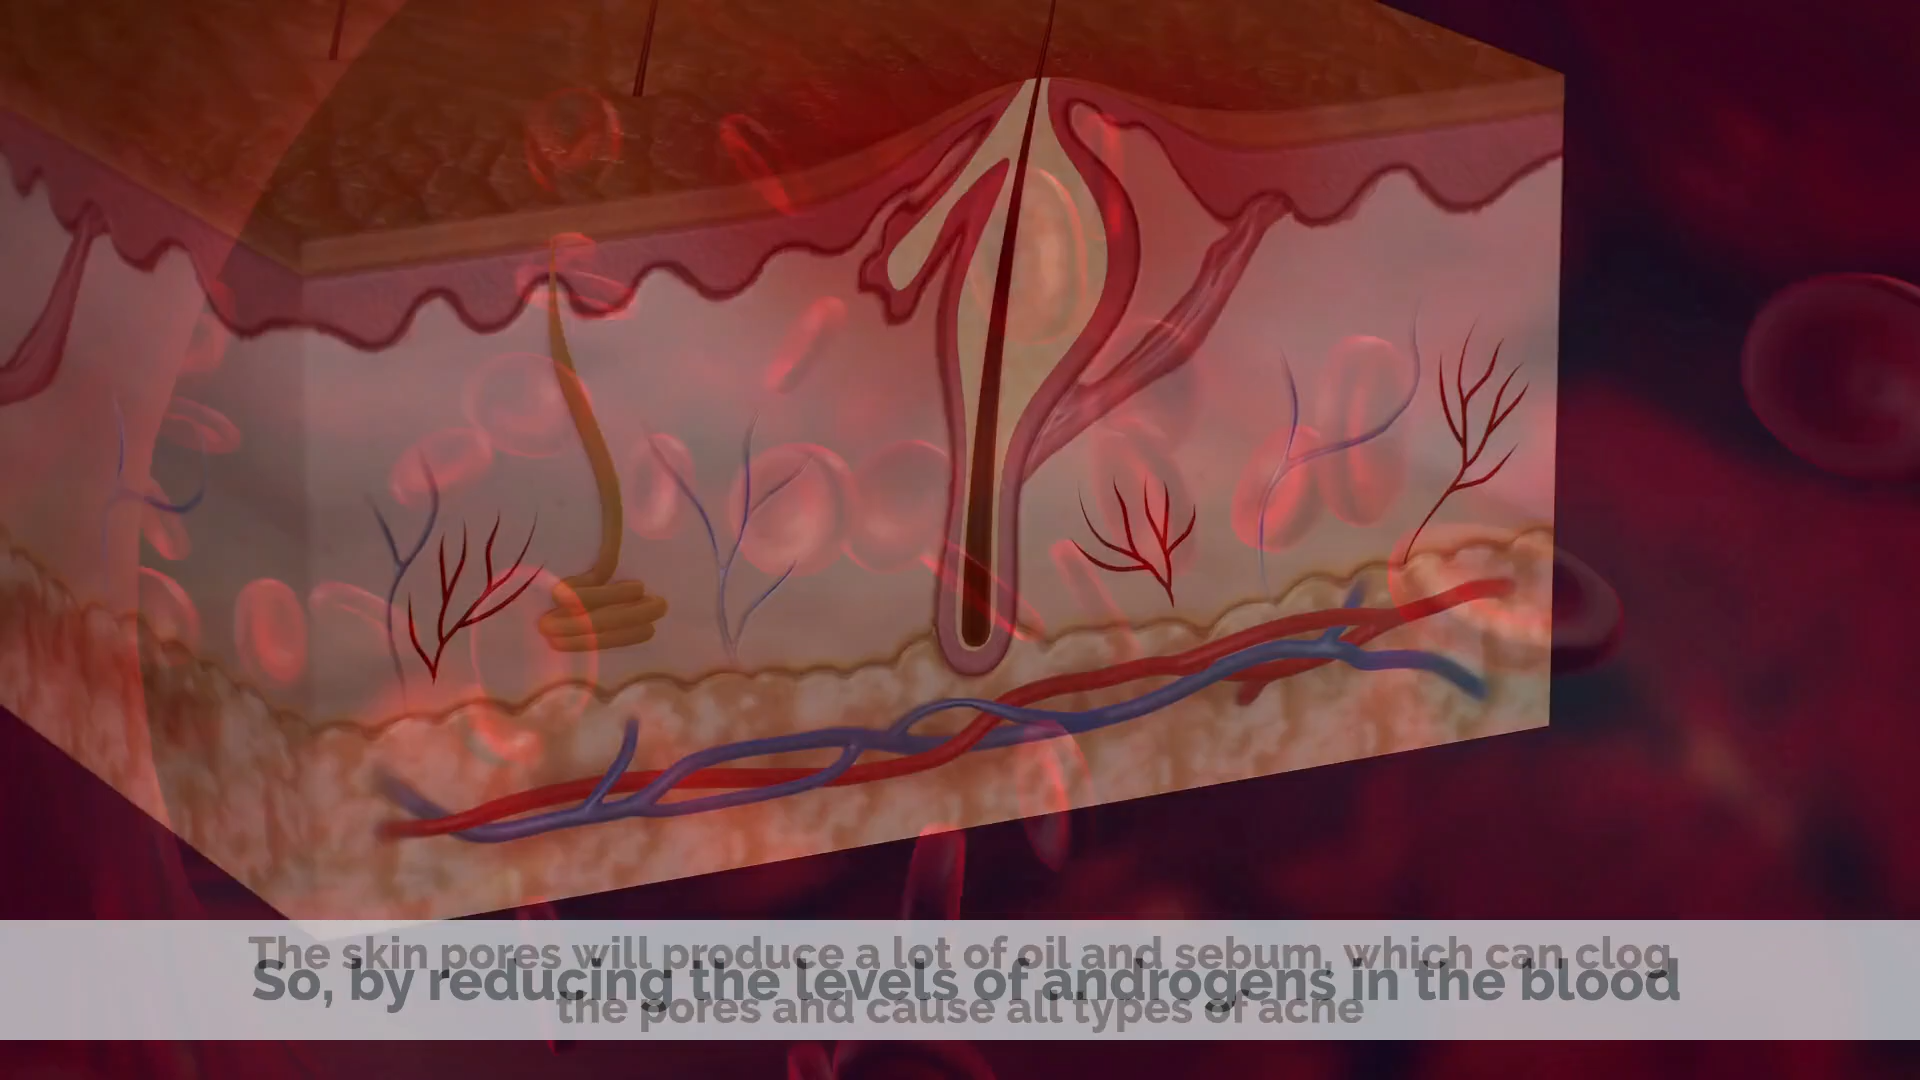 The skin pores will produce a lot of oil and sebum, which can clog
So, by reducing the levels of androgens in the blood
the pores and cause all types of acne